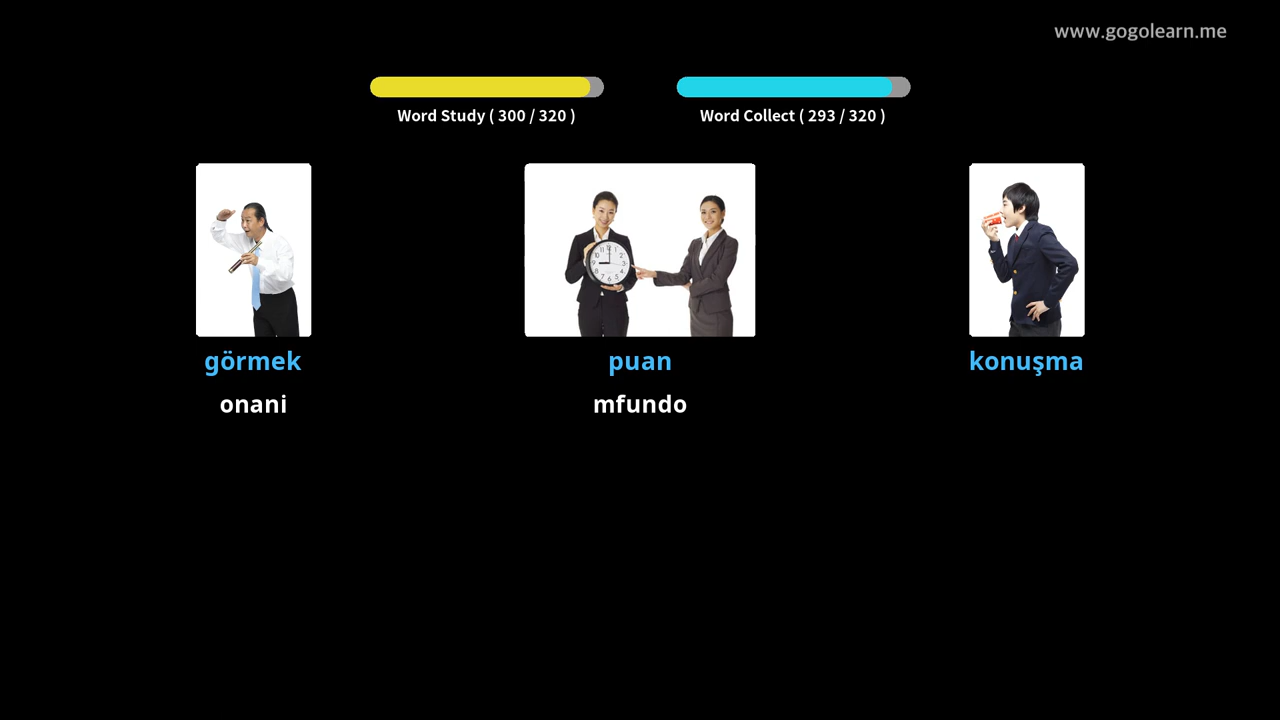 www.gogolearn.me
Word Study ( 300 / 320 )
Word Collect ( 293 / 320 )
görmek
puan
konuşma
onani
mfundo